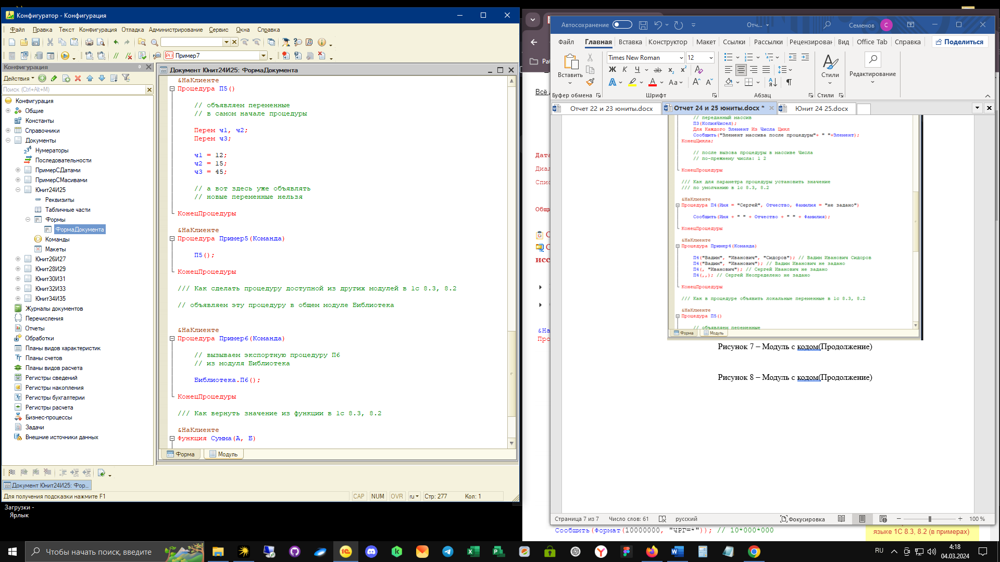 Конфигуратор - Конфигурация
Файл Правка Текст Конфигурация Отладка Администрирование Сервис Окна Справка
Пример7
Конфигурация
Действия
Поиск (Ctrl+Alt+M)
Конфигурация
Общие
Константы
Справочники
Документы
Нумераторы
Последовательности
ПримерСДатами
ПримерСМасивами
Юнит24И25
Реквизиты
Табличные части
Формы
ФормаДокумента
Команды
Макеты
Юнит26И27
Юнит28И29
Юнит30И31
Юнит32И33
Юнит34И35
Журналы документов
Перечисления
Отчеты
Обработки
Планы видов характеристик
Планы счетов
Планы видов расчета
Регистры сведений
Регистры накопления
Регистры бухгалтерии
Регистры расчета
Бизнес-процессы
Задачи
Внешние источники данных
Документ Юнит24И25: ФормаДокумента
&НаКлиенте
Процедура П5()
// объявляем переменные
// в самом начале процедуры
Перем ч1, ч2;
Перем ч3;
ч1 = 12;
ч2 = 15;
ч3 = 45;
// а вот здесь уже объявлять
// новые переменные нельзя
КонецПроцедуры
&НаКлиенте
Процедура Пример5(Команда)
П5();
КонецПроцедуры
/// Как сделать процедуру доступной из других модулей в 1с 8.3, 8.2
// объявляем эту процедуру в общем модуле Библиотека
&НаКлиенте
Процедура Пример6(Команда)
// вызываем экспортную процедуру П6
// из модуля Библиотека
Библиотека.П6();
КонецПроцедуры
/// Как вернуть значение из функции в 1с 8.3, 8.2
&НаКлиенте
Функция Сумма(А, Б)
Форма Модуль
Документ Юнит24И25: Фор...
Для получения подсказки нажмите F1
CAP NUM OVR ru Стр: 277 Кол: 1
Загрузки -
Ярлык
Автосохранение
Отч...
Семенов С
Файл Главная Вставка Конструктор Макет Ссылки Рассылки Рецензирован Вид Office Tab Справка Поделиться
Times New Roman 12
Вставить
Ж К Ч ab x₂ x²
Стили
Редактирование
Буфер обмена Шрифт Абзац Стили
Отчет 22 и 23 юниты.docx Отчет 24 и 25 юниты.docx * Юнит 24 25.docx
// переданный массив
П3(КопияЧисел);
Для Каждого Элемент Из Числа Цикл
Сообщить("Элемент массива после процедуры"+ " "+Элемент);
КонецЦикла;
// после вызова процедуры в массиве Числа
// по-прежнему числа: 1 2
КонецПроцедуры
/// Как для параметра процедуры установить значение
/// по умолчанию в 1с 8.3, 8.2
&НаКлиенте
Процедура П4(Имя = "Сергей", Отчество, Фамилия = "не задано")
Сообщить(Имя + " " + Отчество + " " + Фамилия);
КонецПроцедуры
&НаКлиенте
Процедура Пример4(Команда)
П4("Вадим", "Иванович", "Сидоров"); // Вадим Иванович Сидоров
П4("Вадим", "Иванович"); // Вадим Иванович не задано
П4(, "Иванович"); // Сергей Иванович не задано
П4(,,); // Сергей Неопределено не задано
КонецПроцедуры
/// Как в процедуре объявить локальные переменные в 1с 8.3, 8.2
&НаКлиенте
Процедура П5()
// объявляем переменные
Форма Модуль
Рисунок 7 – Модуль с кодом(Продолжение)
Рисунок 8 – Модуль с кодом(Продолжение)
Страница 7 из 7 Число слов: 61 русский Фокусировка 100 %
Дата
Сообщить(Формат(10000000, "ЧРГ=*")); // 10*000*000
языке 1С 8.3, 8.2 (в примерах)
Чтобы начать поиск, введите
RU
4:18
04.03.2024